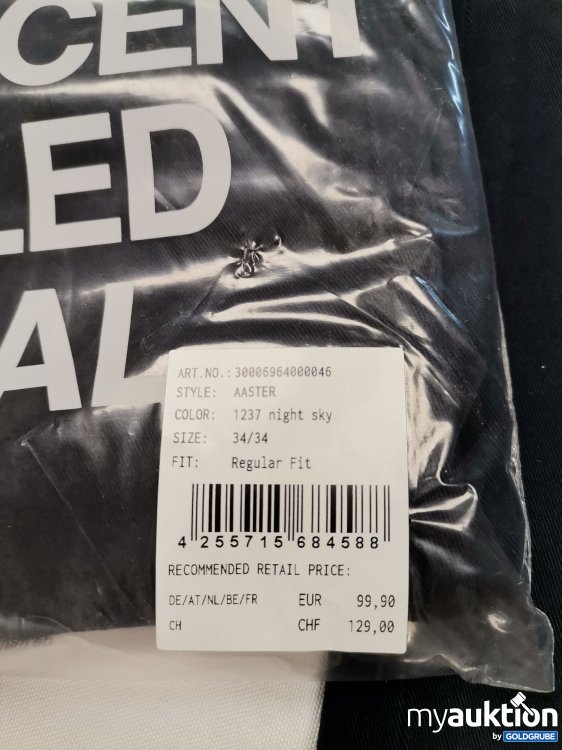 CENT
LED
AL
ART.NO.: 30006964000046
STYLE: AASTER
COLOR: 1237 night sky
SIZE: 34/34
FIT: Regular Fit
4 255715 684588
RECOMMENDED RETAIL PRICE:
DE/AT/NL/BE/FR EUR 99,90
CH CHF 129,00
myauktion
by GOLDGRUBE